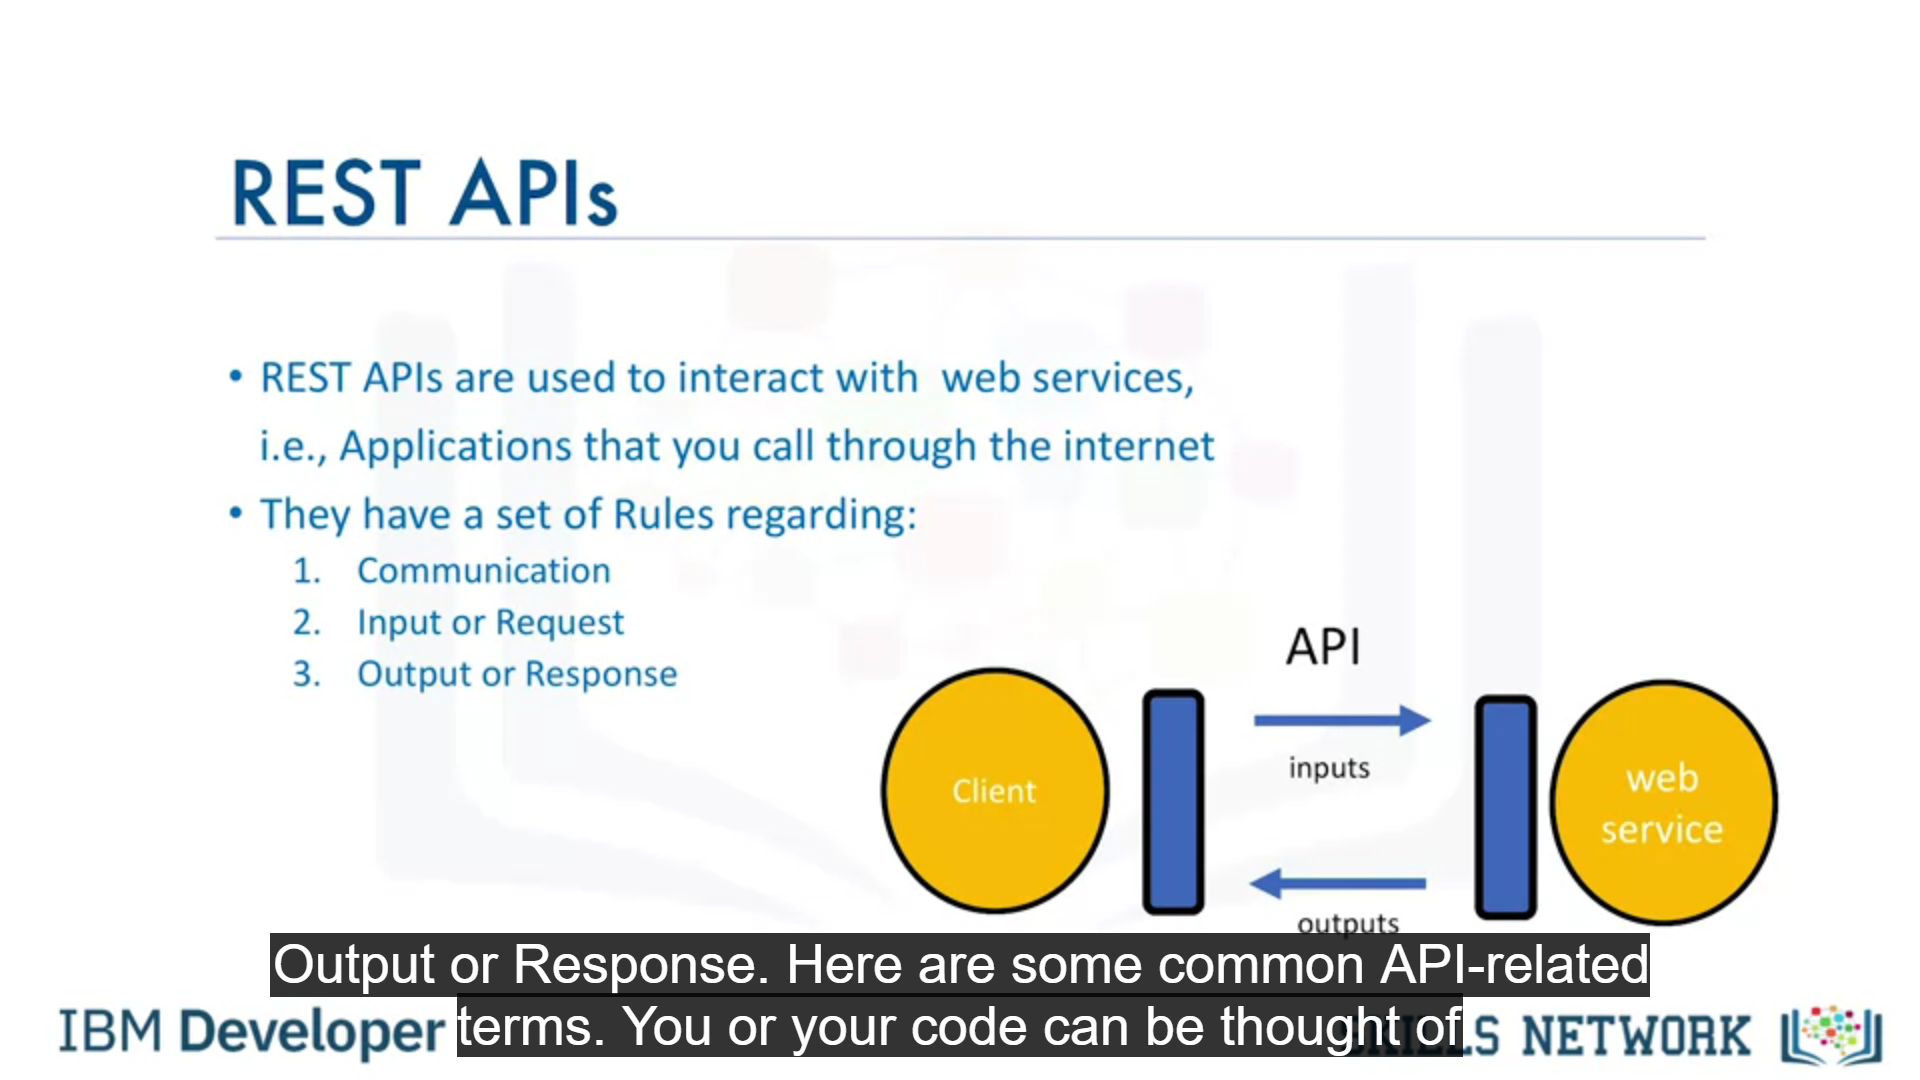 REST APIs
• REST APIs are used to interact with web services,
i.e., Applications that you call through the internet
• They have a set of Rules regarding:
1. Communication
2. Input or Request
3. Output or Response
API
inputs
Client
web
service
outputs
Output or Response. Here are some common API-related
terms. You or your code can be thought of
IBM Developer
SKILLS NETWORK